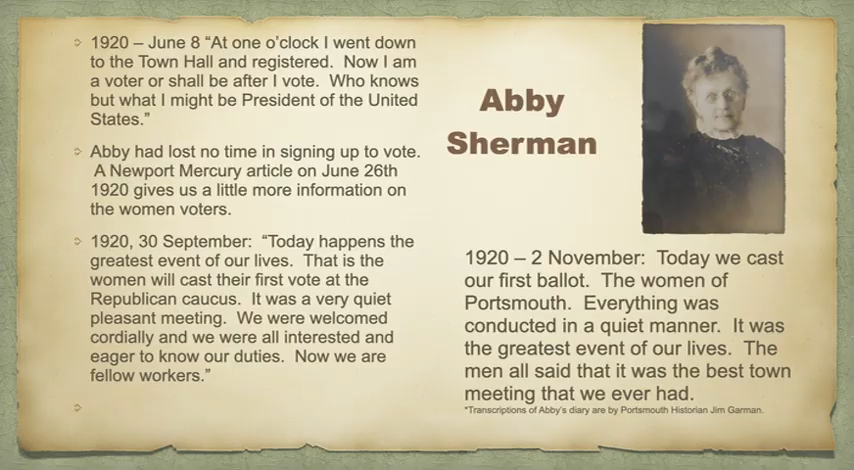 1920 – June 8 “At one o’clock I went down
to the Town Hall and registered.  Now I am
a voter or shall be after I vote.  Who knows
but what I might be President of the United
States.”
Abby had lost no time in signing up to vote.
A Newport Mercury article on June 26th
1920 gives us a little more information on
the women voters.
1920, 30 September:  “Today happens the
greatest event of our lives.  That is the
women will cast their first vote at the
Republican caucus.  It was a very quiet
pleasant meeting.  We were welcomed
cordially and we were all interested and
eager to know our duties.  Now we are
fellow workers.”
Abby
Sherman
1920 – 2 November:  Today we cast
our first ballot.  The women of
Portsmouth.  Everything was
conducted in a quiet manner.  It was
the greatest event of our lives.  The
men all said that it was the best town
meeting that we ever had.
*Transcriptions of Abby’s diary are by Portsmouth Historian Jim Garman.